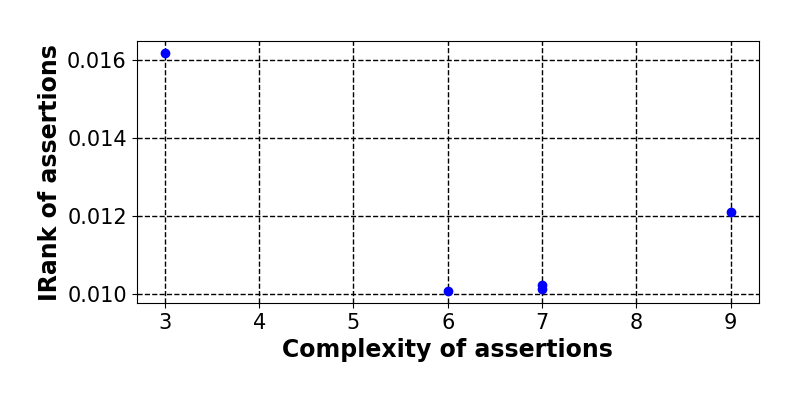 IRank of assertions
0.016
0.014
0.012
0.010
3 4 5 6 7 8 9
Complexity of assertions